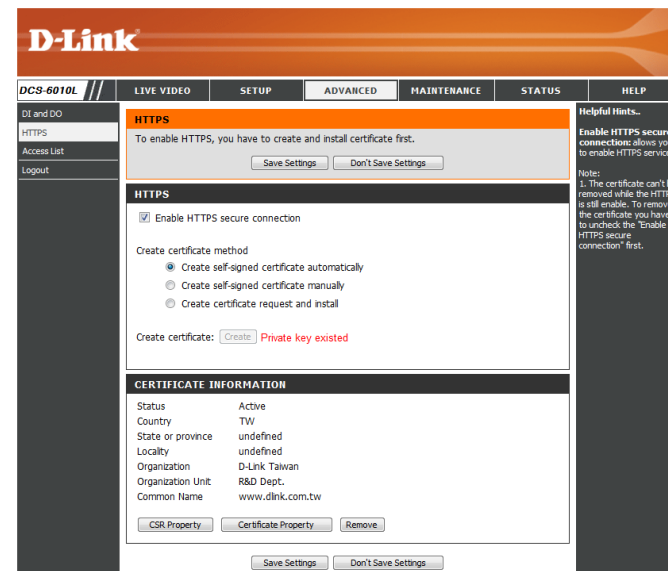 D-Link
DCS-6010L
LIVE VIDEO
SETUP
ADVANCED
MAINTENANCE
STATUS
HELP
DI and DO
HTTPS
Access List
Logout
HTTPS
To enable HTTPS, you have to create and install certificate first.
Save Settings
Don't Save Settings
HTTPS
Enable HTTPS secure connection
Create certificate method
Create self-signed certificate automatically
Create self-signed certificate manually
Create certificate request and install
Create certificate: Create Private key existed
CERTIFICATE INFORMATION
Status Active
Country TW
State or province undefined
Locality undefined
Organization D-Link Taiwan
Organization Unit R&D Dept.
Common Name www.dlink.com.tw
CSR Property
Certificate Property
Remove
Save Settings
Don't Save Settings
Helpful Hints..
Enable HTTPS secure
connection: allows yo
to enable HTTPS servic
Note:
1. The certificate can't
removed while the HTT
is still enable. To remov
the certificate you have
to uncheck the "Enable
HTTPS secure
connection" first.